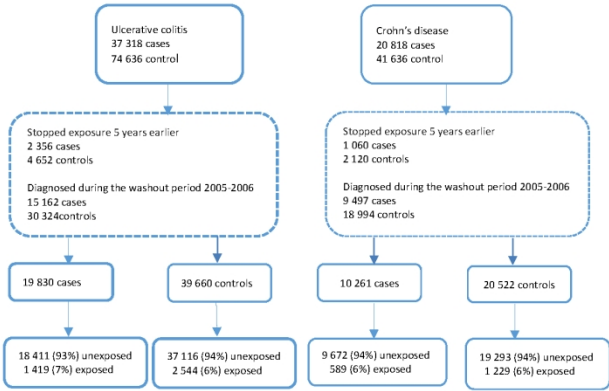 Ulcerative colitis
37 318 cases
74 636 control
Crohn's disease
20 818 cases
41 636 control
Stopped exposure 5 years earlier
2 356 cases
4 652 controls
Diagnosed during the washout period 2005-2006
15 162 cases
30 324controls
Stopped exposure 5 years earlier
1 060 cases
2 120 controls
Diagnosed during the washout period 2005-2006
9 497 cases
18 994 controls
19 830 cases
39 660 controls
10 261 cases
20 522 controls
18 411 (93%) unexposed
1 419 (7%) exposed
37 116 (94%) unexposed
2 544 (6%) exposed
9 672 (94%) unexposed
589 (6%) exposed
19 293 (94%) unexposed
1 229 (6%) exposed